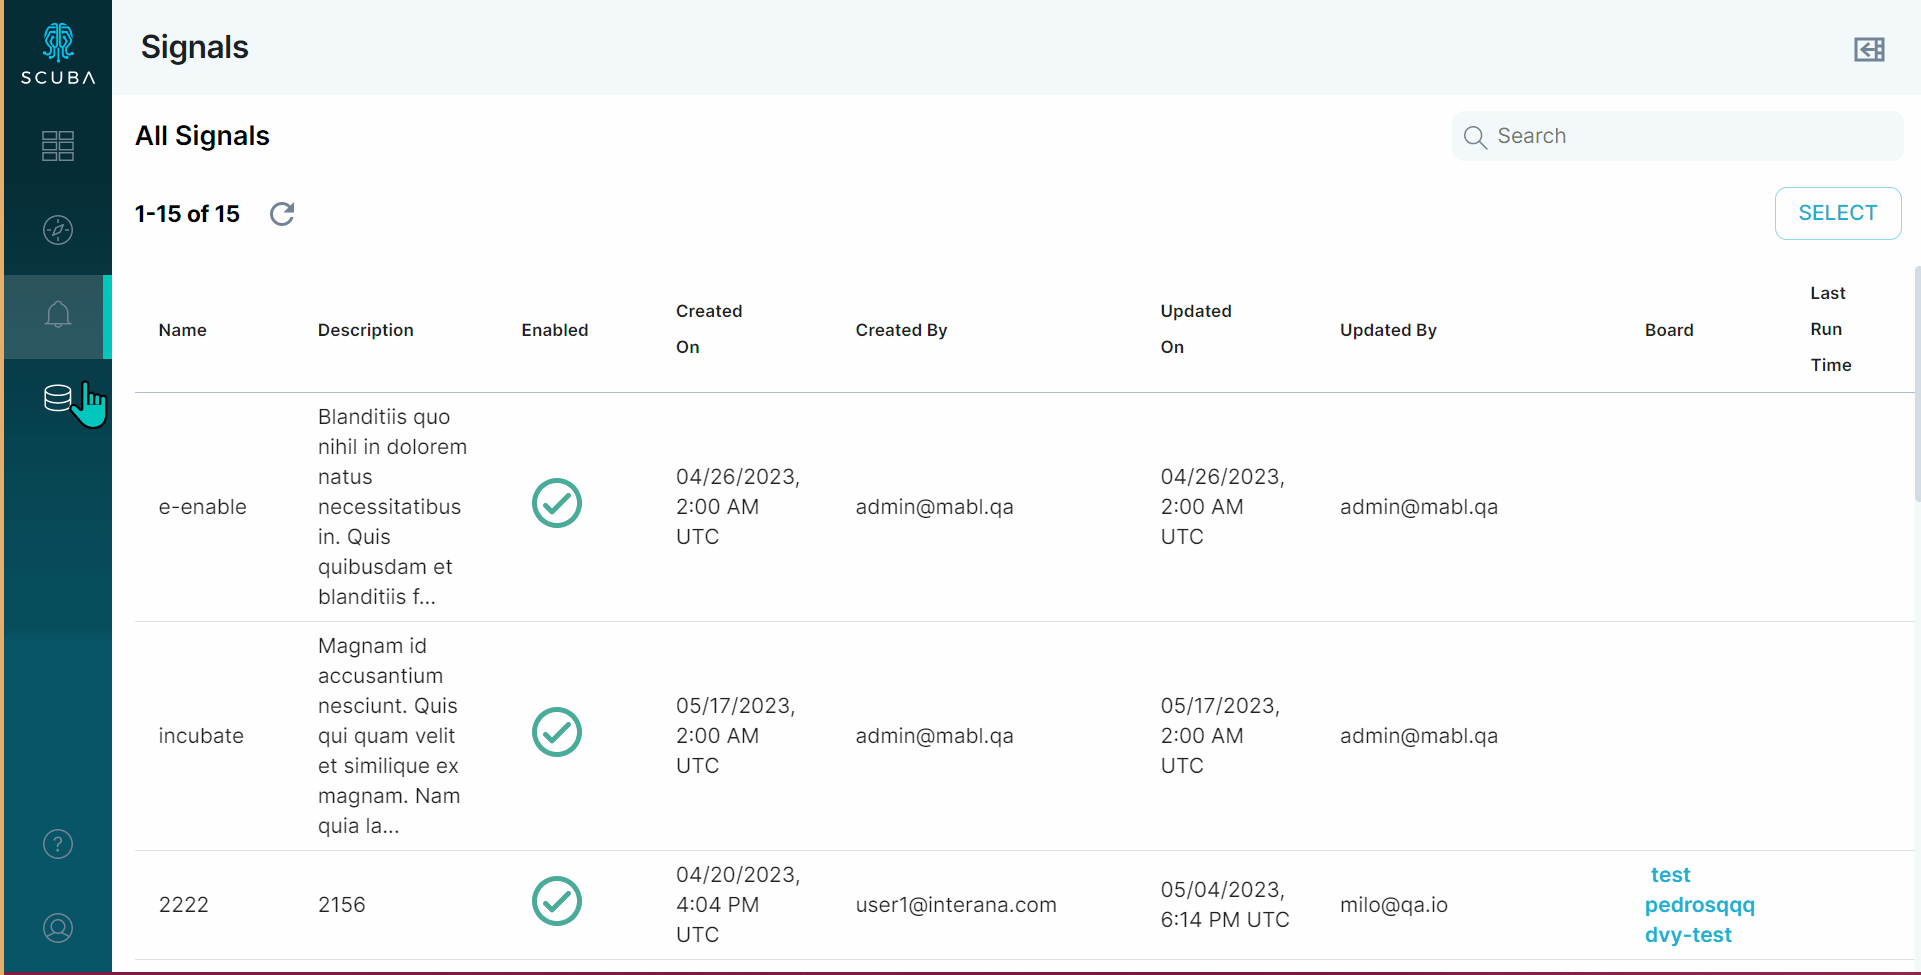 SCUBA
Signals
All Signals
Search
1-15 of 15
SELECT
Name
Description
Enabled
Created
On
Created By
Updated
On
Updated By
Board
Last
Run
Time
e-enable
Blanditiis quo
nihil in dolorem
natus
necessitatibus
in. Quis
quibusdam et
blanditiis f...
04/26/2023,
2:00 AM
UTC
admin@mabl.qa
04/26/2023,
2:00 AM
UTC
admin@mabl.qa
incubate
Magnam id
accusantium
nesciunt. Quis
qui quam velit
et similique ex
magnam. Nam
quia la...
05/17/2023,
2:00 AM
UTC
admin@mabl.qa
05/17/2023,
2:00 AM
UTC
admin@mabl.qa
2222
2156
04/20/2023,
4:04 PM
UTC
user1@interana.com
05/04/2023,
6:14 PM UTC
milo@qa.io
test
pedrosqqq
dvy-test
?